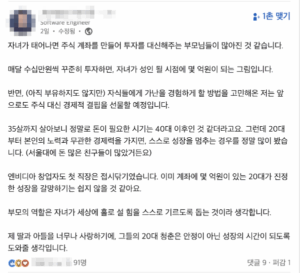 Software Engineer
2일 • 수정됨 •
+ 1촌 맺기
자녀가 태어나면 주식 계좌를 만들어 투자를 대신해주는 부모님들이 많아진 것 같습니다.
매달 수십만원씩 꾸준히 투자하면, 자녀가 성인 될 시점에 몇 억원이 되는 그림입니다.
반면, (아직 부유하지도 않지만) 자식들에게 가난을 경험하게 할 방법을 고민해온 저는 앞
으로도 주식 대신 경제적 결핍을 선물할 예정입니다.
35살까지 살아보니 정말로 돈이 필요한 시기는 40대 이후인 것 같더라고요. 그런데 20대
부터 본인의 노력과 무관한 경제력을 가지면, 스스로 성장을 멈추는 경우를 정말 많이 봤습니
다. (서울대에 돈 많은 친구들이 많았거든요)
엔비디아 창업자도 첫 직장은 접시닦이였습니다. 이미 계좌에 몇 억원이 있는 20대가 진정
한 성장을 갈망하기는 쉽지 않을 것 같아요.
부모의 역할은 자녀가 세상에 홀로 설 힘을 스스로 기르도록 돕는 것이라 생각합니다.
제 딸과 아들을 너무나 사랑하기에, 그들의 20대 청춘은 안정이 아닌 성장의 시간이 되도록
도와줄 생각입니다.
91명
댓글 9 • 퍼감 1